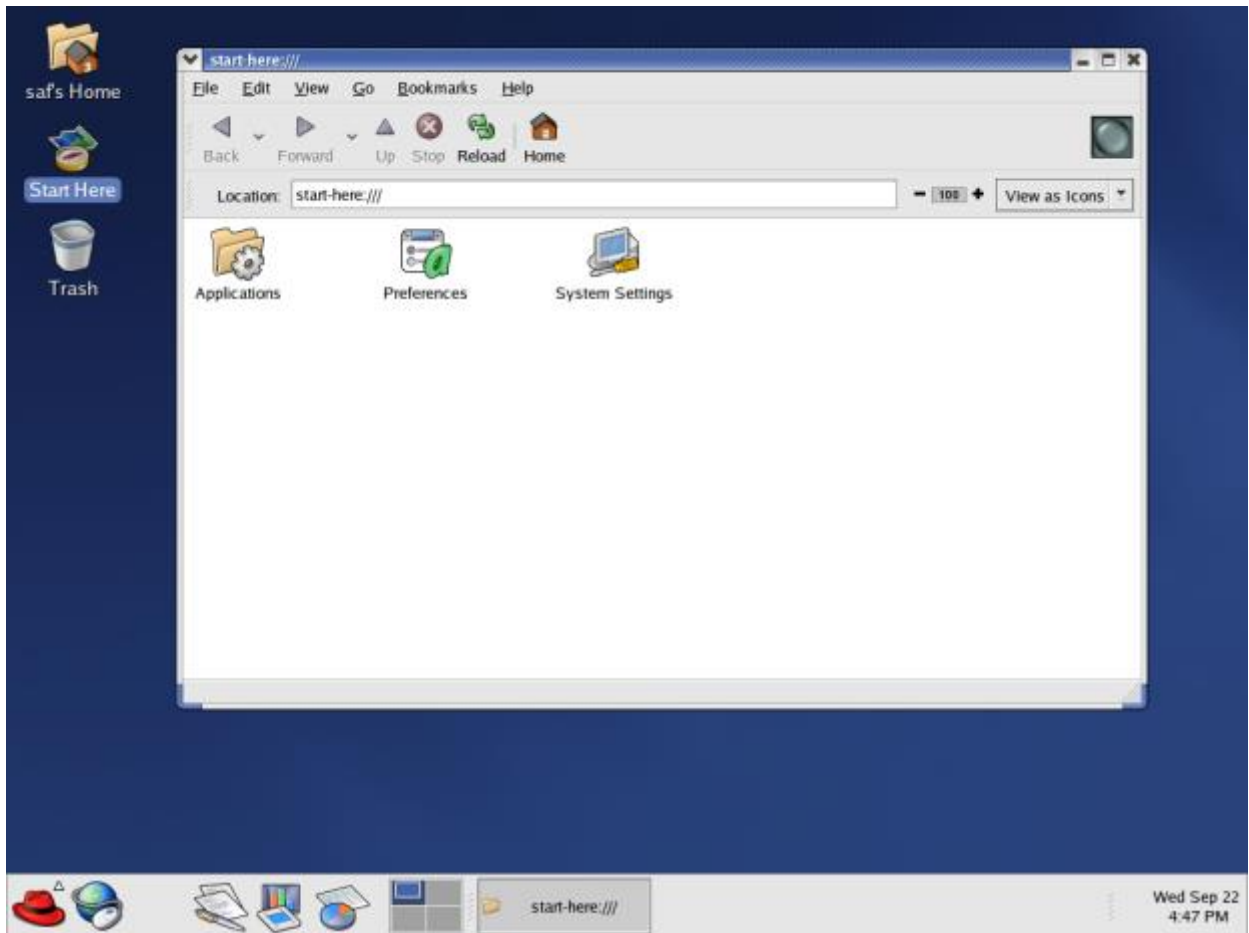 saf's Home
Start Here
Trash
start-here:///
File Edit View Go Bookmarks Help
Back Forward Up Stop Reload Home
Location: start-here:/// 100 View as Icons
Applications Preferences System Settings
start-here:///
Wed Sep 22
4:47 PM